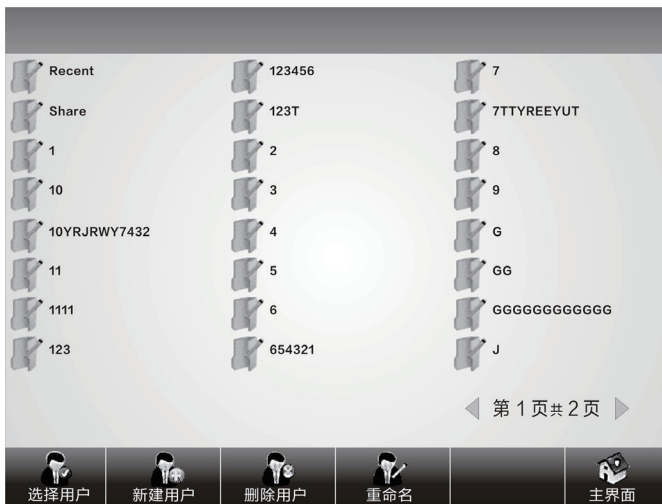 Recent
Share
1
10
10YRJRWY7432
11
1111
123
123456
123T
2
3
4
5
6
654321
7
7TTYREEYUT
8
9
G
GG
GGGGGGGGGGGG
J
第 1 页共 2 页
选择用户
新建用户
删除用户
重命名
主界面